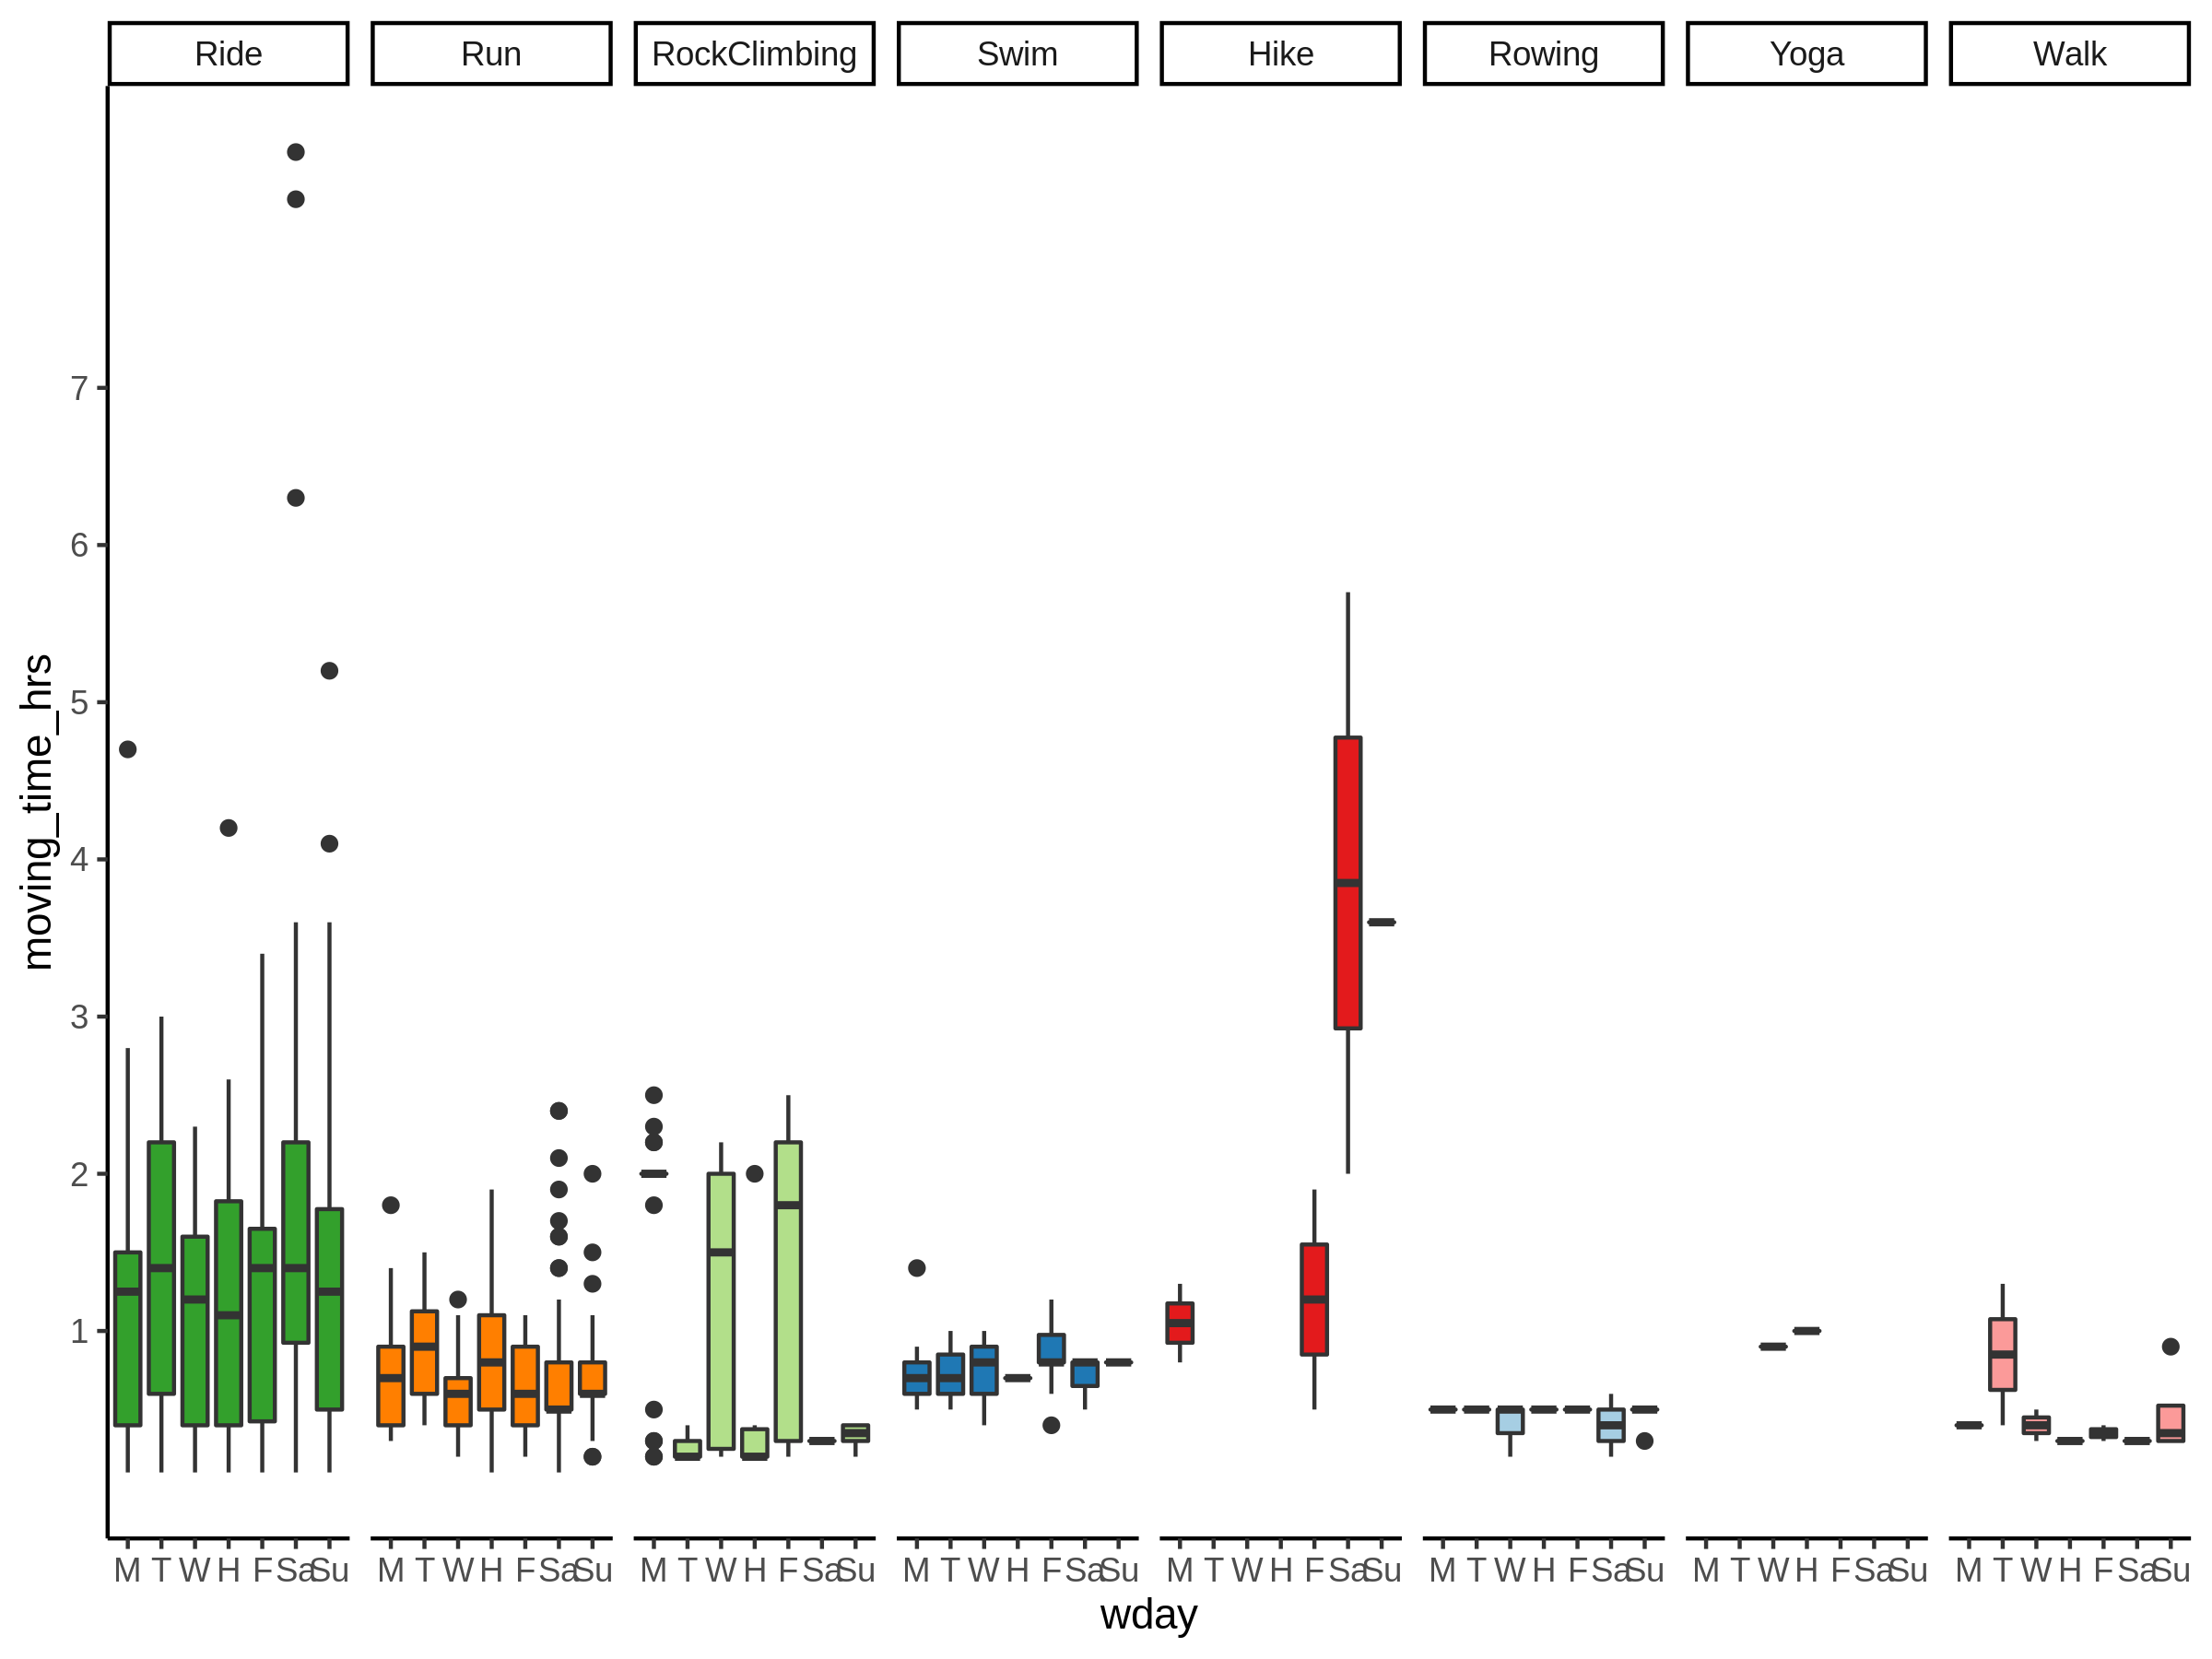 Ride Run RockClimbing Swim Hike Rowing Yoga Walk
7
6
5
4
3
2
1
moving_time_hrs
M T W H F Sa Su M T W H F Sa Su M T W H F Sa Su M T W H F Sa Su M T W H F Sa Su M T W H F Sa Su M T W H F Sa Su M T W H F Sa Su
wday